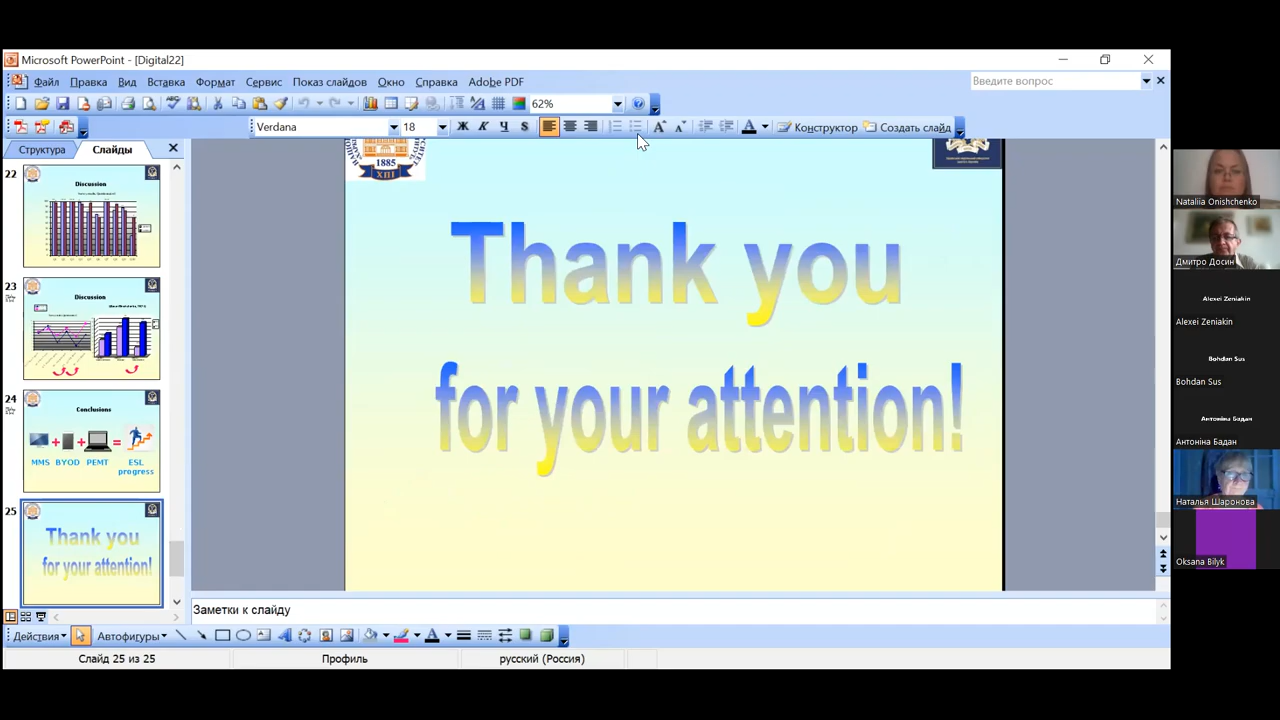 Microsoft PowerPoint - [Digital22]
Файл Правка Вид Вставка Формат Сервис Показ слайдов Окно Справка Adobe PDF
Введите вопрос
62%
Verdana 18 Ж К Ч S
Конструктор Создать слайд
Структура Слайды
22
Discussion
23
Discussion
24
Conclusions
MMS BYOD PEMT ESL progress
25
Thank you
for your attention!
1885
XПI
Thank you
for your attention!
Заметки к слайду
Действия Автофигуры
Слайд 25 из 25 Профиль русский (Россия)
Nataliia Onishchenko
Дмитро Досин
Alexei Zeniakin
Alexei Zeniakin
Bohdan Sus
Bohdan Sus
Антоніна Бадан
Антоніна Бадан
Наталья Шаронова
Oksana Bilyk